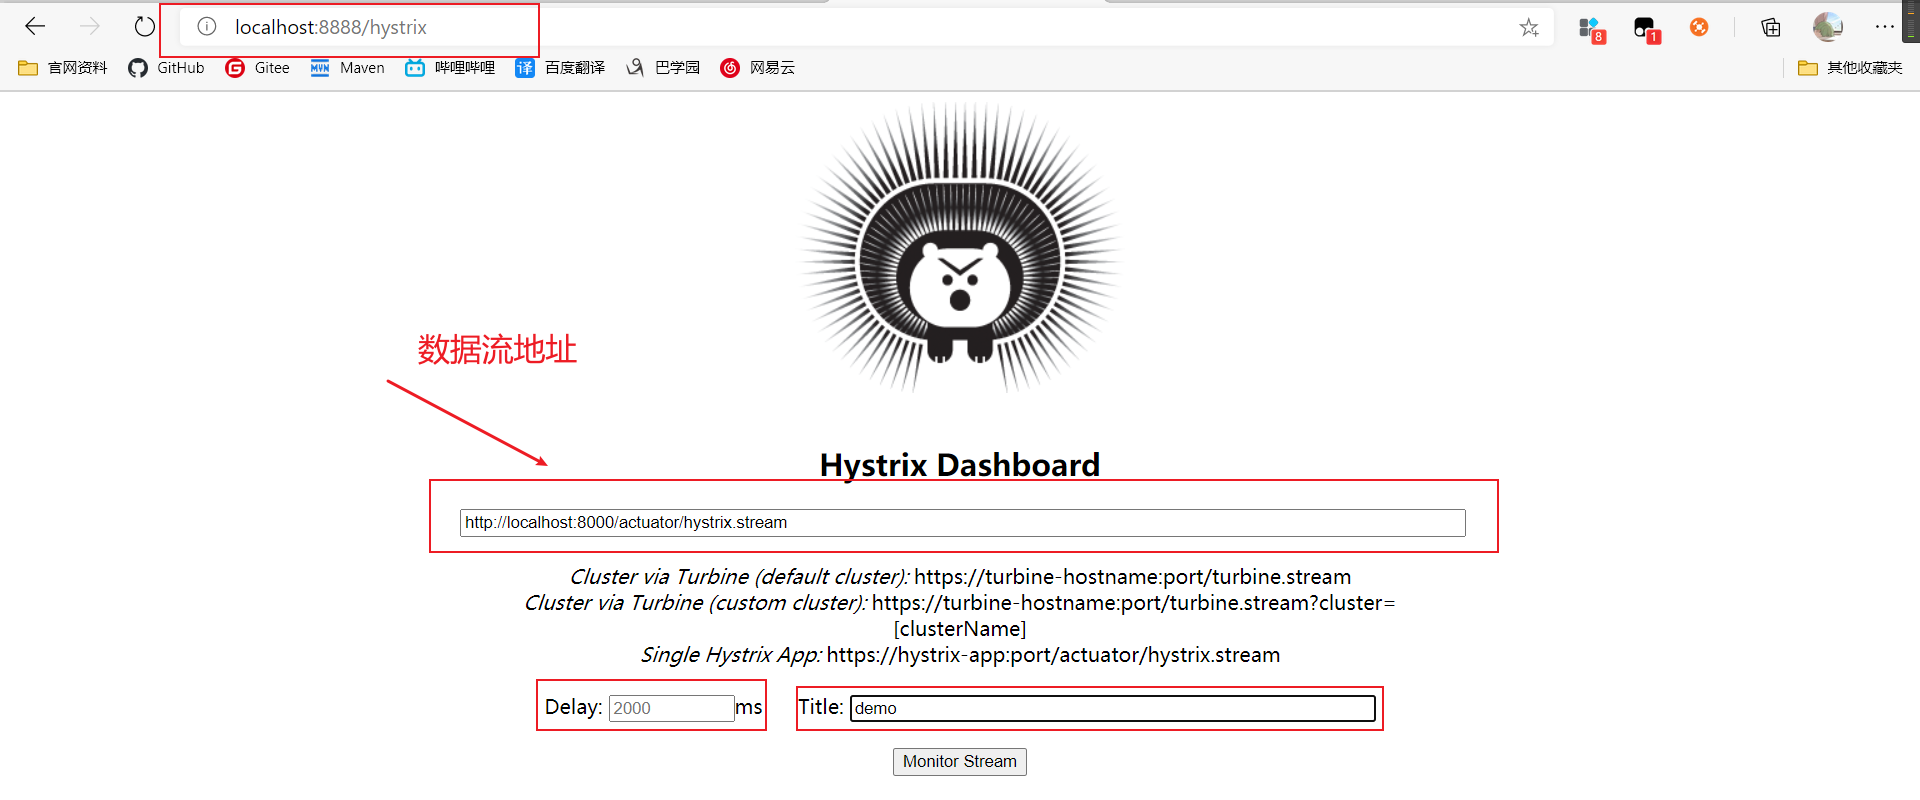 localhost:8888/hystrix
8
1
官网资料 GitHub Gitee Maven 哔哩哔哩 百度翻译 巴学园 网易云 其他收藏夹
数据流地址
Hystrix Dashboard
http://localhost:8000/actuator/hystrix.stream
Cluster via Turbine (default cluster): https://turbine-hostname:port/turbine.stream
Cluster via Turbine (custom cluster): https://turbine-hostname:port/turbine.stream?cluster=
[clusterName]
Single Hystrix App: https://hystrix-app:port/actuator/hystrix.stream
Delay: 2000 ms Title: demo
Monitor Stream